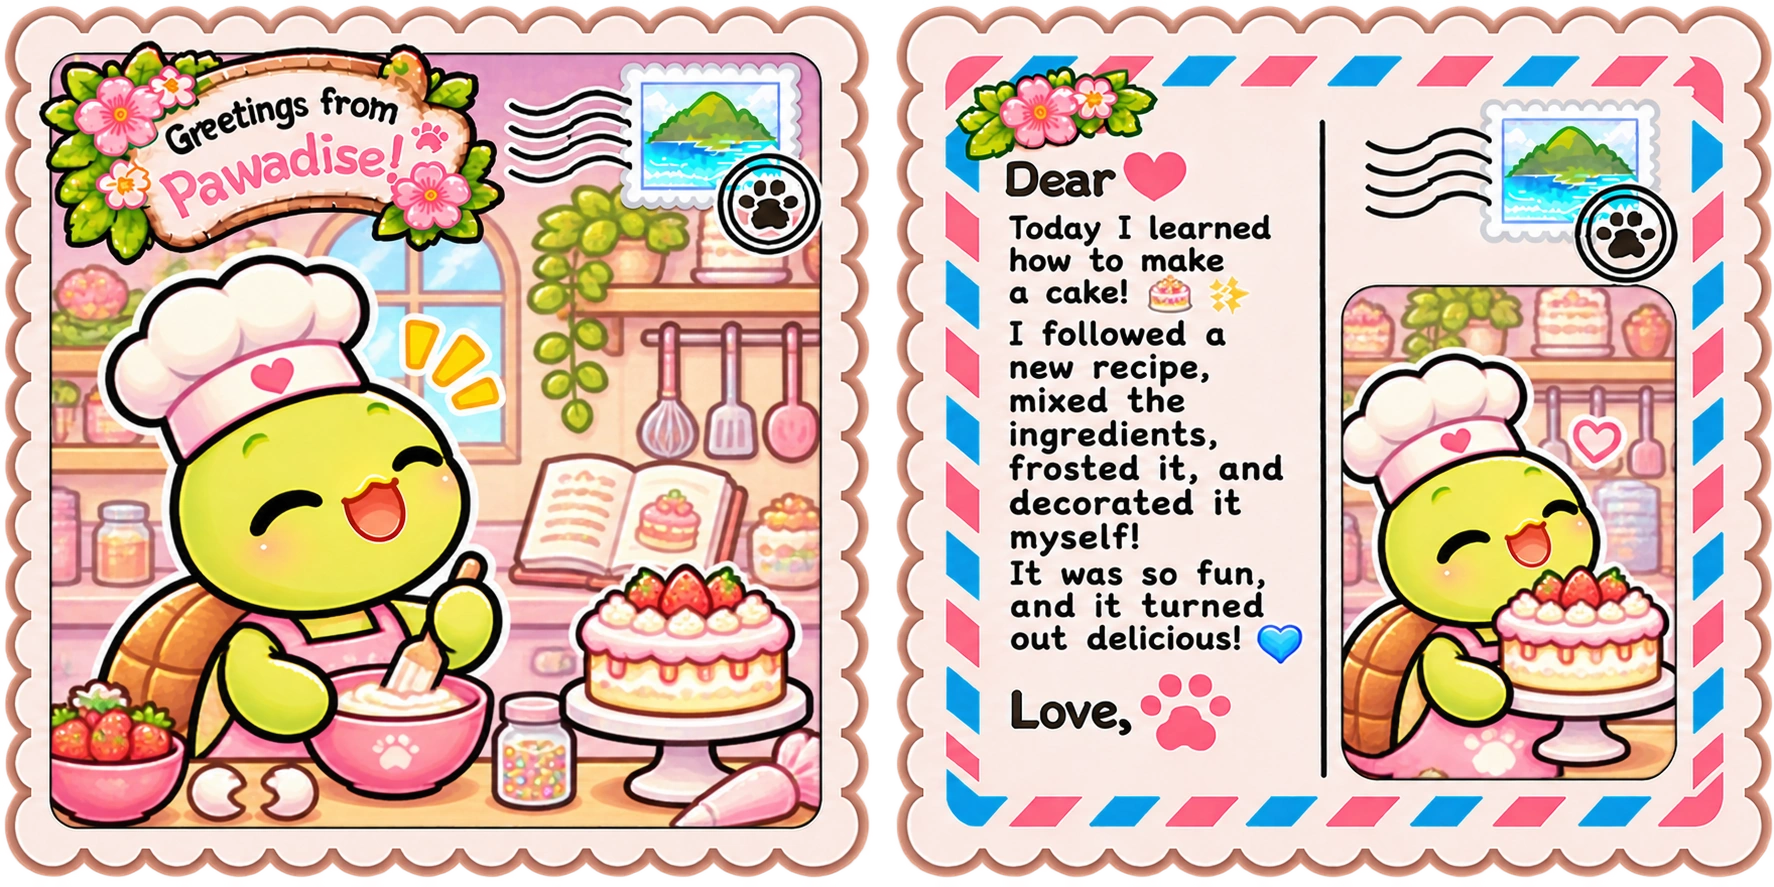 Greetings from
Pawadise!
Dear
Today I learned
how to make
a cake!
I followed a
new recipe,
mixed the
ingredients,
frosted it, and
decorated it
myself!
It was so fun,
and it turned
out delicious!
Love,